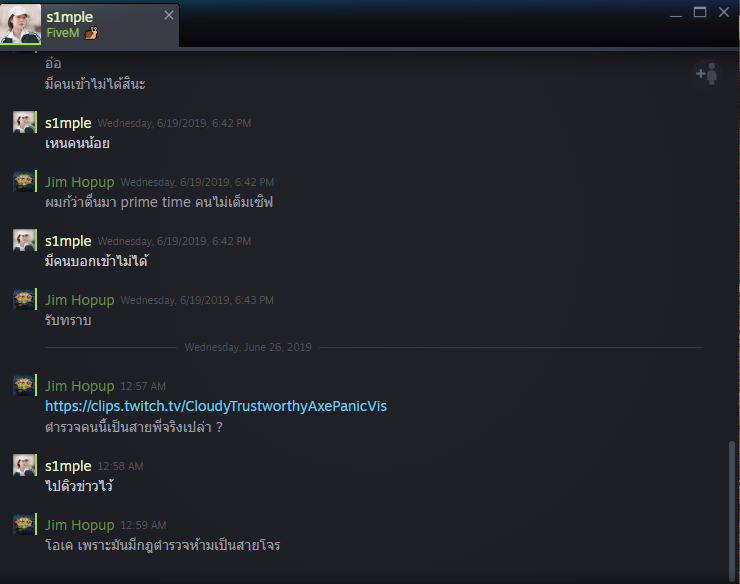 s1mple
FiveM
อ๋อ
มีคนเข้าไม่ได้สินะ
s1mple Wednesday, 6/19/2019, 6:42 PM
เหนคนน้อย
Jim Hopup Wednesday, 6/19/2019, 6:42 PM
ผมก้ว่าตื่นมา prime time คนไม่เต็มเซิฟ
s1mple Wednesday, 6/19/2019, 6:42 PM
มีคนบอกเข้าไม่ได้
Jim Hopup Wednesday, 6/19/2019, 6:43 PM
รับทราบ
Wednesday, June 26, 2019
Jim Hopup 12:57 AM
https://clips.twitch.tv/CloudyTrustworthyAxePanicVis
ตำรวจคนนี้เป็นสายพี่จริงเปล่า ?
s1mple 12:58 AM
ไปดิวข่าวไว้
Jim Hopup 12:59 AM
โอเค เพราะมันมีกฎตำรวจห้ามเป็นสายโจร